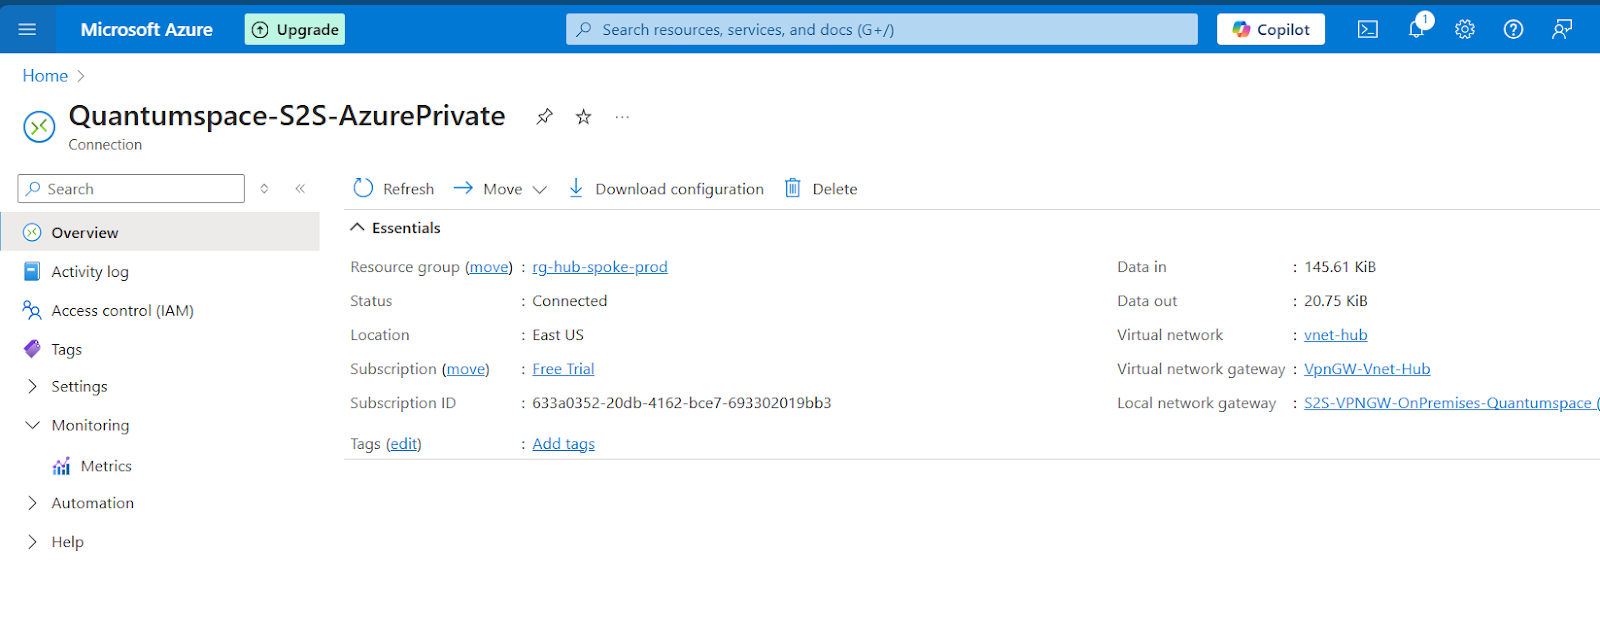 Microsoft Azure
Upgrade
Search resources, services, and docs (G+/)
Copilot
1
Home
Quantumspace-S2S-AzurePrivate
Connection
Search
Refresh
Move
Download configuration
Delete
Overview
Activity log
Access control (IAM)
Tags
Settings
Monitoring
Metrics
Automation
Help
Essentials
Resource group (move) : rg-hub-spoke-prod
Status : Connected
Location : East US
Subscription (move) : Free Trial
Subscription ID : 633a0352-20db-4162-bce7-693302019bb3
Tags (edit) : Add tags
Data in : 145.61 KiB
Data out : 20.75 KiB
Virtual network : vnet-hub
Virtual network gateway : VpnGW-Vnet-Hub
Local network gateway : S2S-VPNGW-OnPremises-Quantumspace (